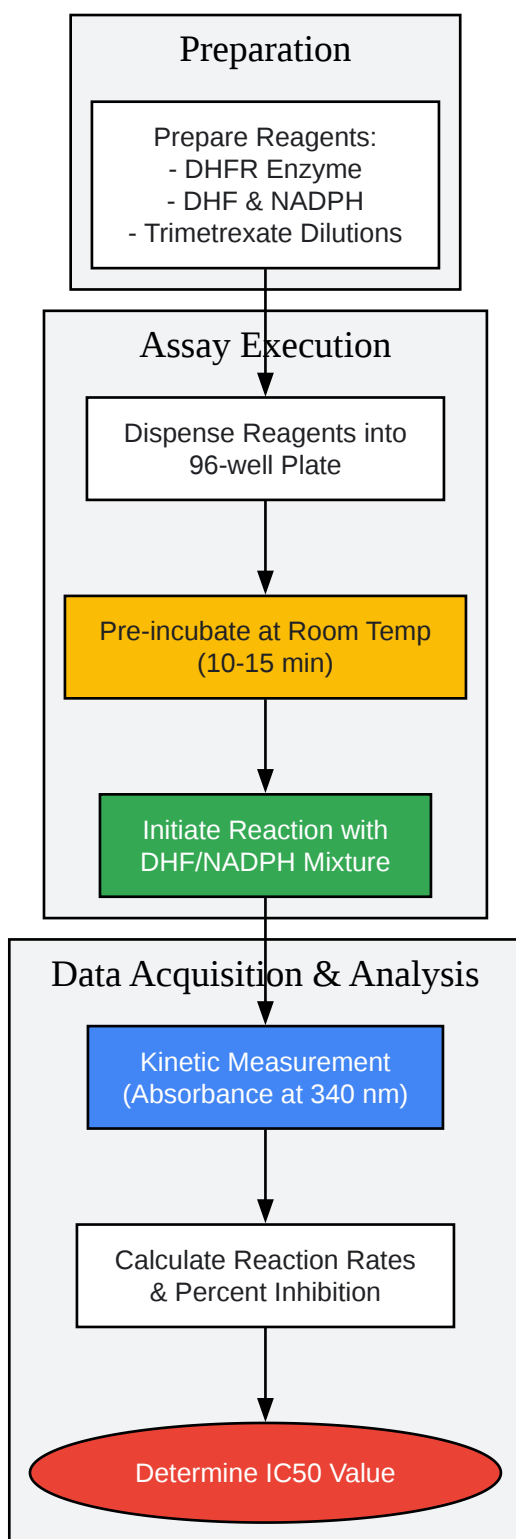 Preparation
Prepare Reagents:
- DHFR Enzyme
- DHF & NADPH
- Trimetrexate Dilutions
Assay Execution
Dispense Reagents into
96-well Plate
Pre-incubate at Room Temp
(10-15 min)
Initiate Reaction with
DHF/NADPH Mixture
Data Acquisition & Analysis
Kinetic Measurement
(Absorbance at 340 nm)
Calculate Reaction Rates
& Percent Inhibition
Determine IC50 Value